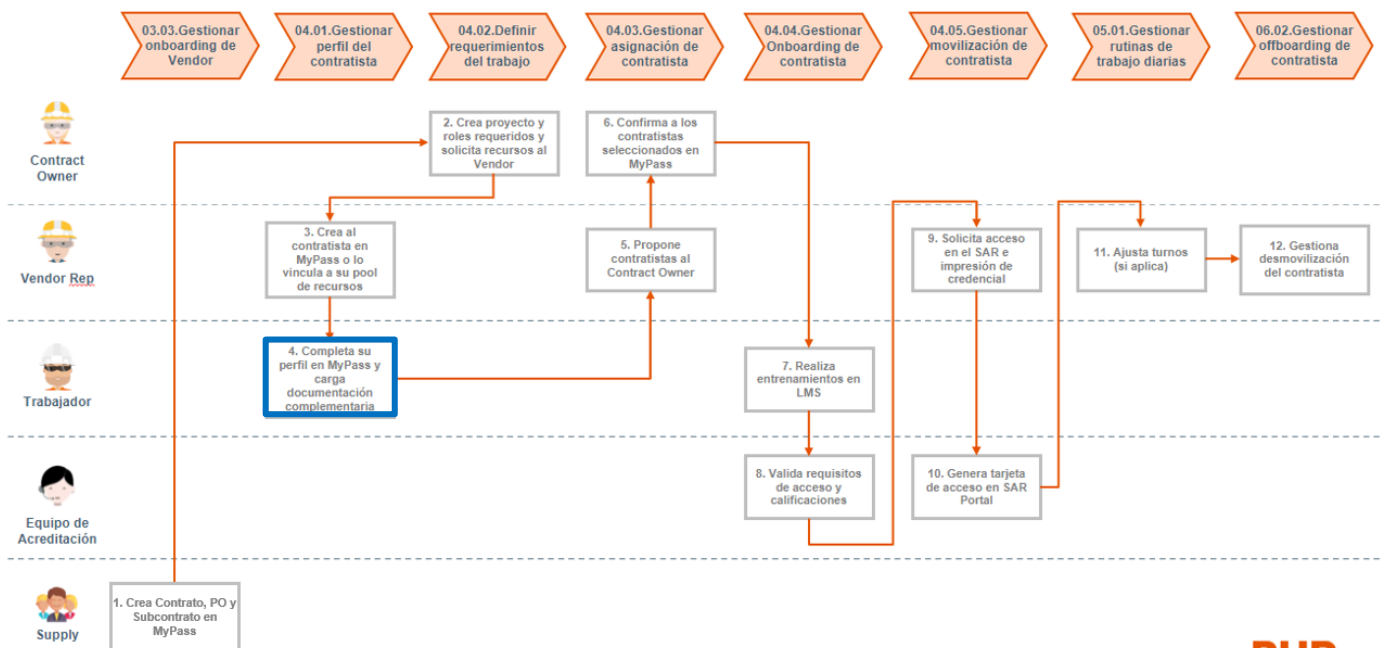 03.03.Gestionar
onboarding de
Vendor
04.01.Gestionar
perfil del
contratista
04.02.Definir
requerimientos
del trabajo
04.03.Gestionar
asignación de
contratista
04.04.Gestionar
Onboarding de
contratista
04.05.Gestionar
movilización de
contratista
05.01.Gestionar
rutinas de
trabajo diarias
06.02.Gestionar
offboarding de
contratista
Contract
Owner
2. Crea proyecto y
roles requeridos y
solicita recursos al
Vendor
6. Confirma a los
contratistas
seleccionados en
MyPass
Vendor Rep
3. Crea al
contratista en
MyPass o lo
vincula a su pool
de recursos
5. Propone
contratistas al
Contract Owner
9. Solicita acceso
en el SAR e
impresión de
credencial
11. Ajusta turnos
(si aplica)
12. Gestiona
desmovilización
del contratista
Trabajador
4. Completa su
perfil en MyPass y
carga
documentación
complementaria
7. Realiza
entrenamientos en
LMS
Equipo de
Acreditación
8. Valida requisitos
de acceso y
calificaciones
10. Genera tarjeta
de acceso en SAR
Portal
Supply
1. Crea Contrato, PO y
Subcontrato en
MyPass